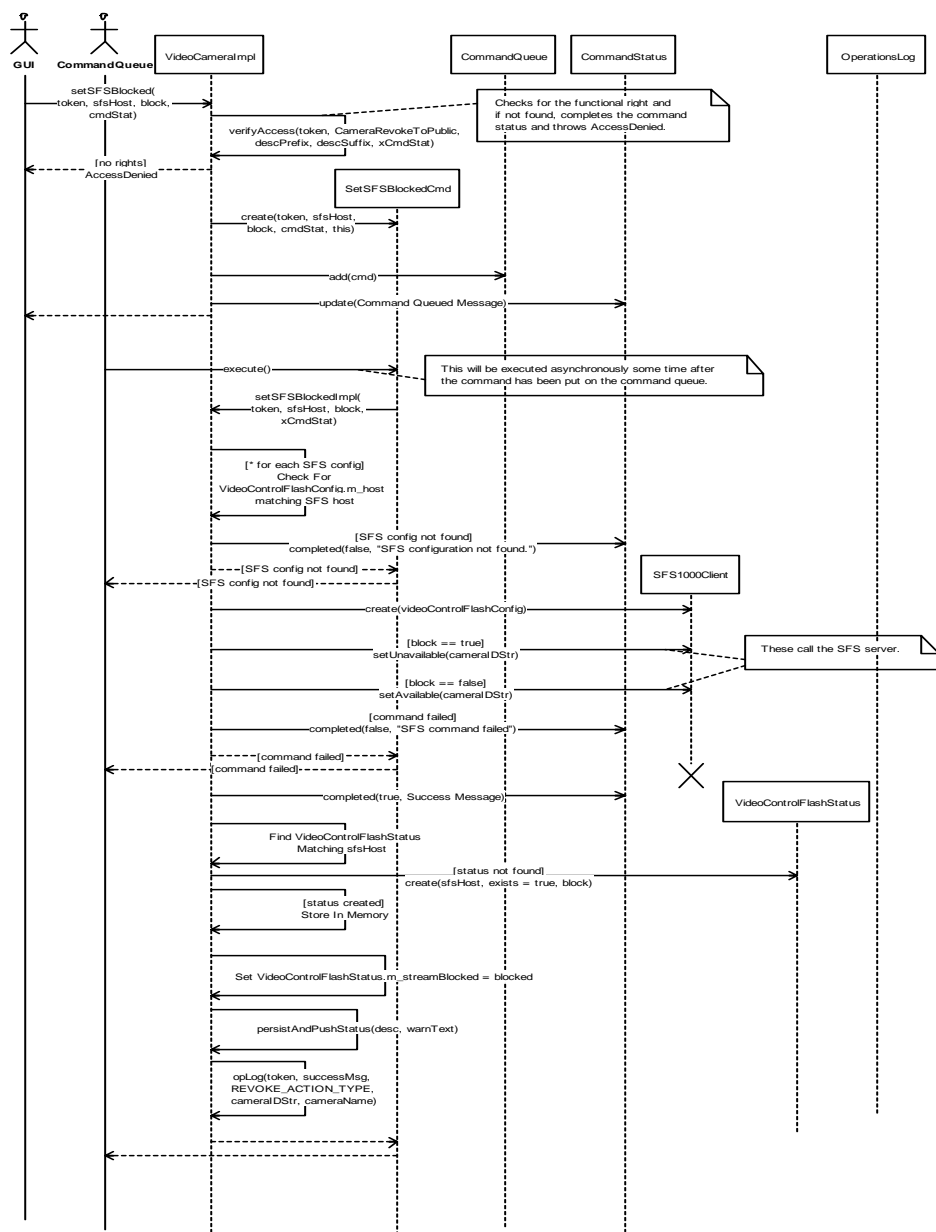 GUI
CommandQueue
VideoCameraImpl
CommandQueue
CommandStatus
OperationsLog
setSFSBlocked(
token, sfsHost, block,
cmdStat)
Checks for the functional right and
if not found, completes the command
status and throws AccessDenied.
verifyAccess(token, CameraRevokeToPublic,
descPrefix, descSuffix, xCmdStat)
[no rights]
AccessDenied
SetSFSBlockedCmd
create(token, sfsHost,
block, cmdStat, this)
add(cmd)
update(Command Queued Message)
execute()
This will be executed asynchronously some time after
the command has been put on the command queue.
setSFSBlockedImpl(
token, sfsHost, block,
xCmdStat)
[* for each SFS config]
Check For
VideoControlFlashConfig.m_host
matching SFS host
[SFS config not found]
completed(false, "SFS configuration not found.")
[SFS config not found]
[SFS config not found]
SFS1000Client
create(videoControlFlashConfig)
[block == true]
setUnavailable(cameraIDStr)
These call the SFS server.
[block == false]
setAvailable(cameraIDStr)
[command failed]
completed(false, "SFS command failed")
[command failed]
[command failed]
completed(true, Success Message)
VideoControlFlashStatus
Find VideoControlFlashStatus
Matching sfsHost
[status not found]
create(sfsHost, exists = true, block)
[status created]
Store In Memory
Set VideoControlFlashStatus.m_streamBlocked = blocked
persistAndPushStatus(desc, warnText)
opLog(token, successMsg,
REVOKE_ACTION_TYPE,
cameraIDStr, cameraName)